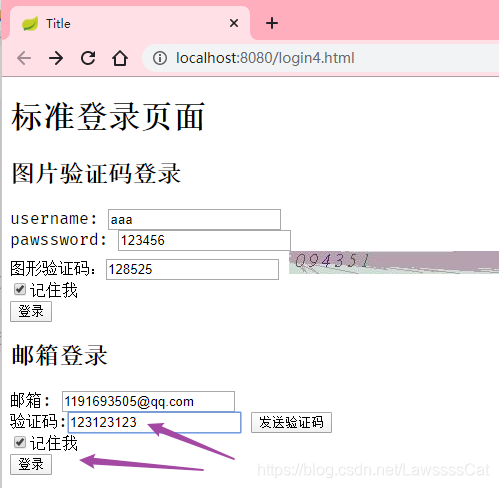 Title
localhost:8080/login4.html
标准登录页面
图片验证码登录
username: aaa
pawssword: 123456
图形验证码: 128525 094351
记住我
登录
邮箱登录
邮箱: 1191693505@qq.com
验证码: 123123123 发送验证码
记住我
登录
https://blog.csdn.net/LawssssCat